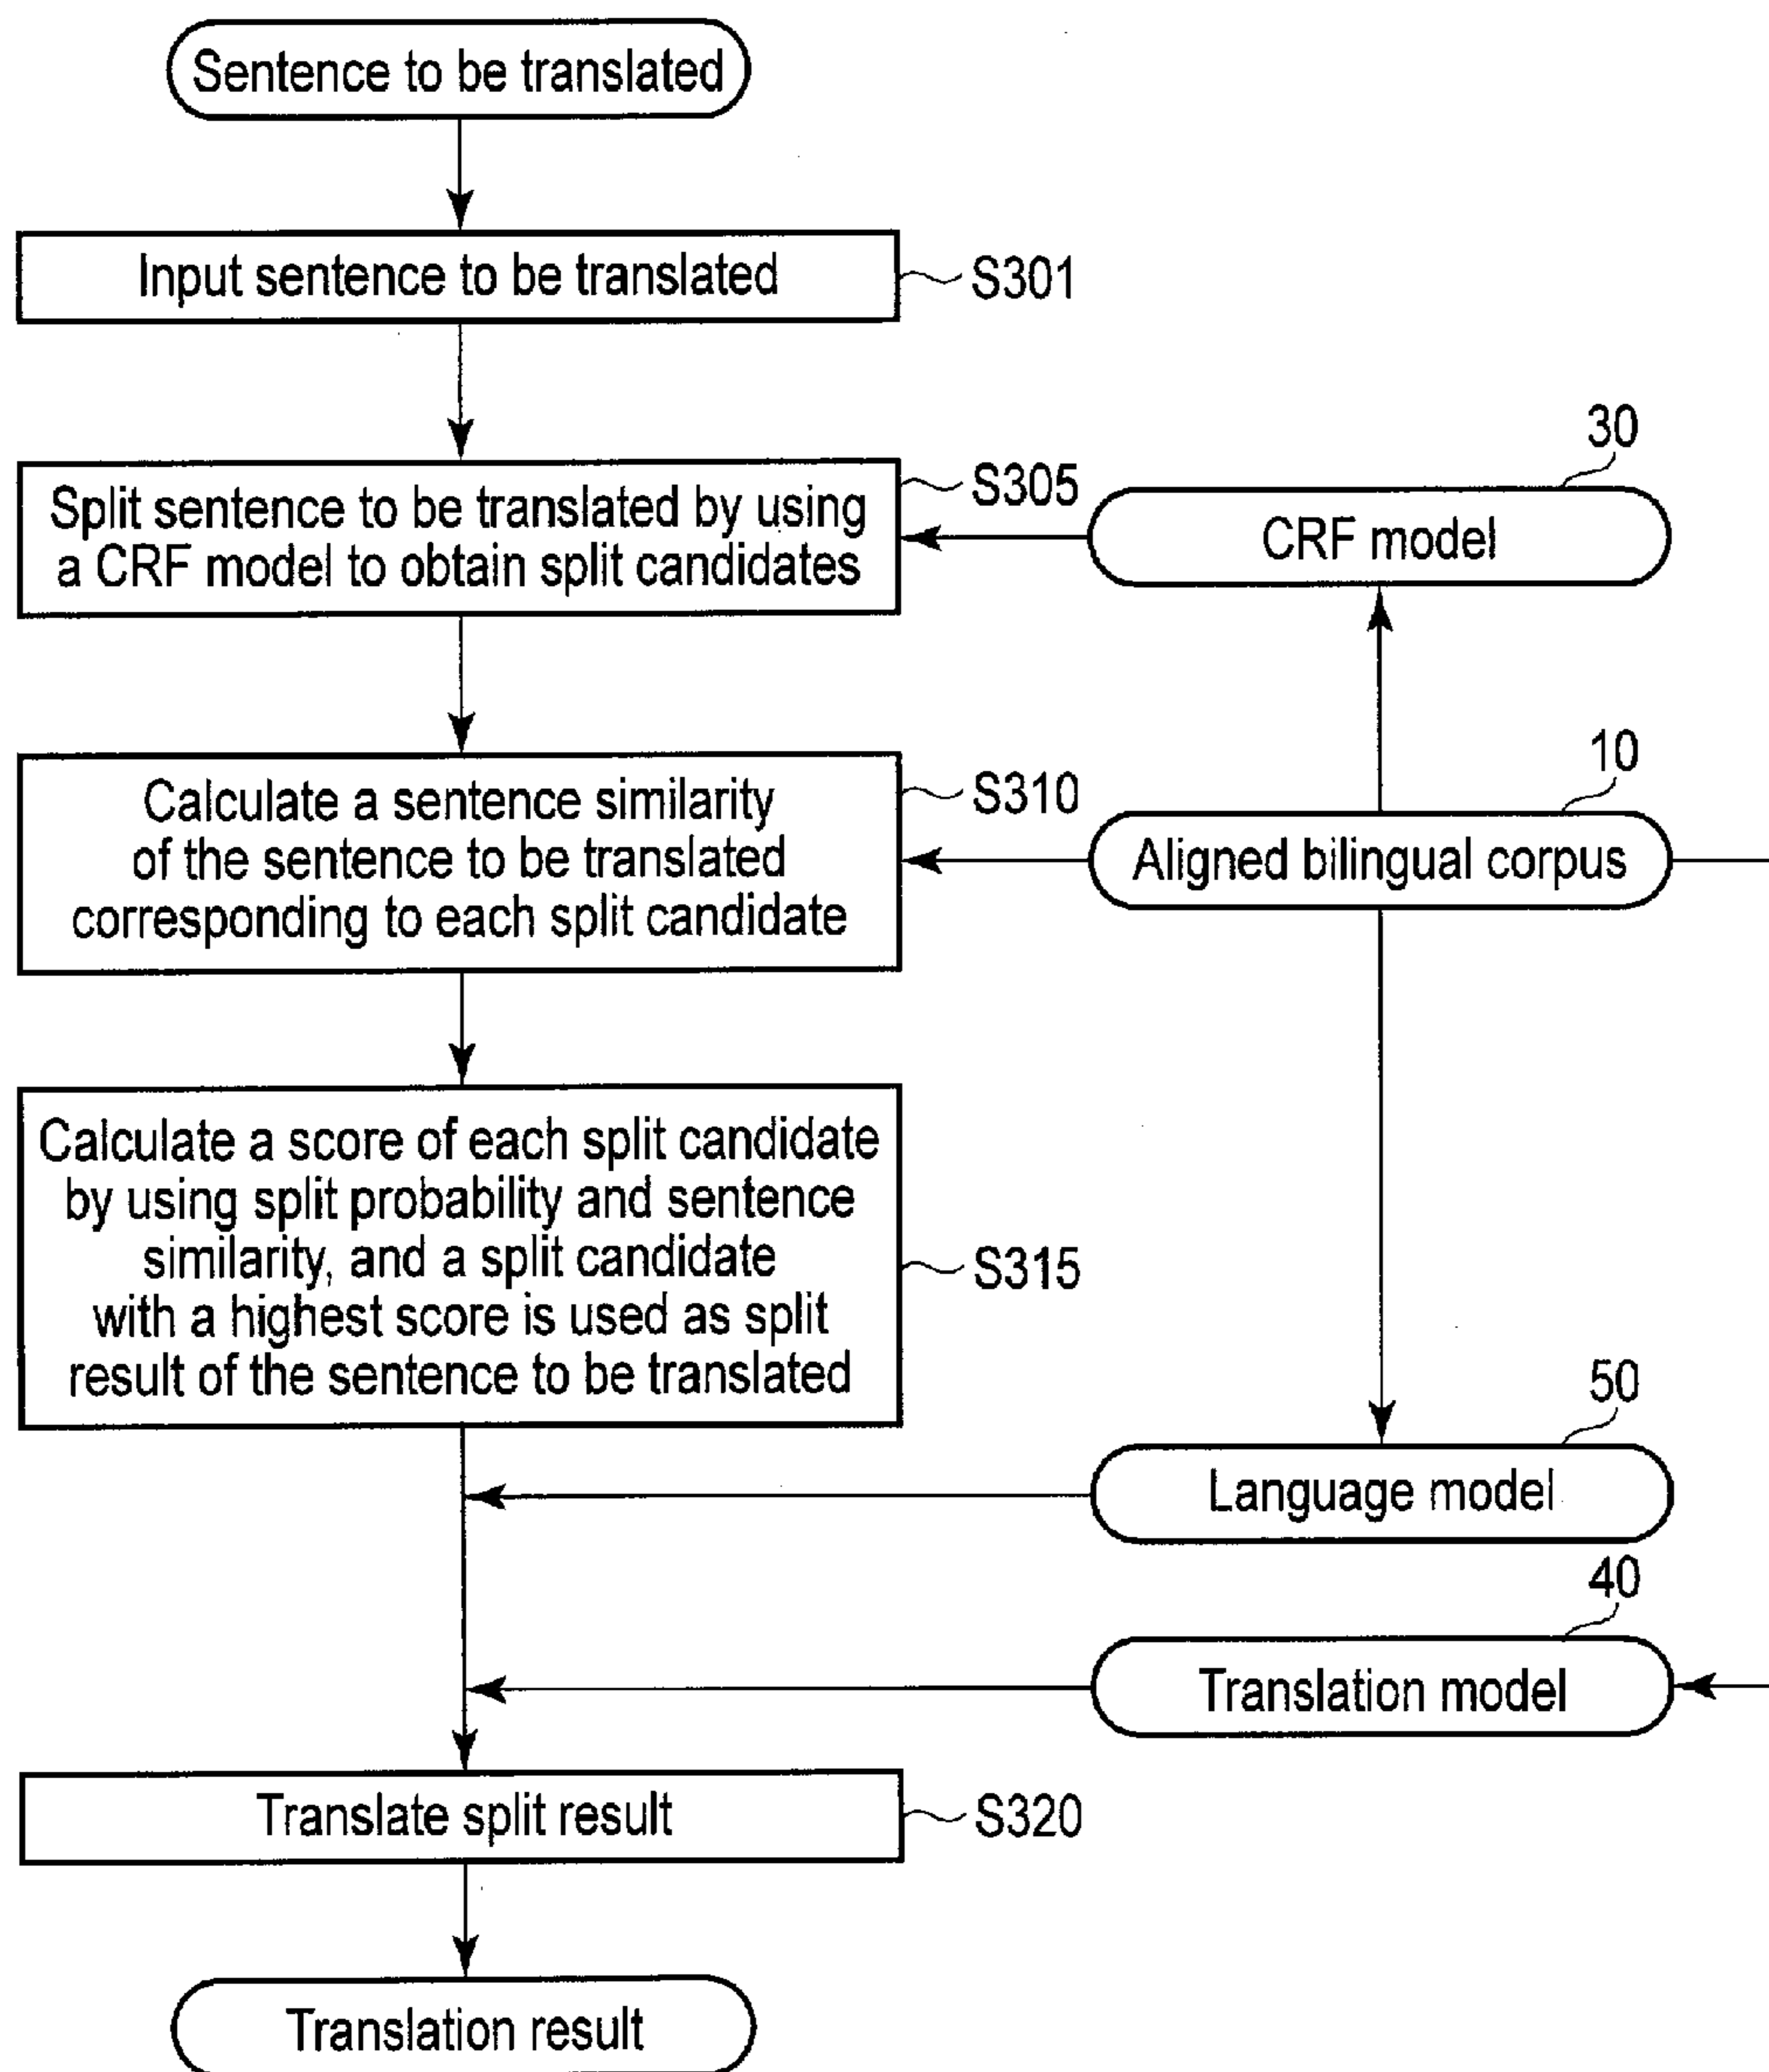 Sentence to be translated
Input sentence to be translated
S301
Split sentence to be translated by using
a CRF model to obtain split candidates
S305
30
CRF model
Calculate a sentence similarity
of the sentence to be translated
corresponding to each split candidate
S310
10
Aligned bilingual corpus
Calculate a score of each split candidate
by using split probability and sentence
similarity, and a split candidate
with a highest score is used as split
result of the sentence to be translated
S315
50
Language model
40
Translation model
Translate split result
S320
Translation result